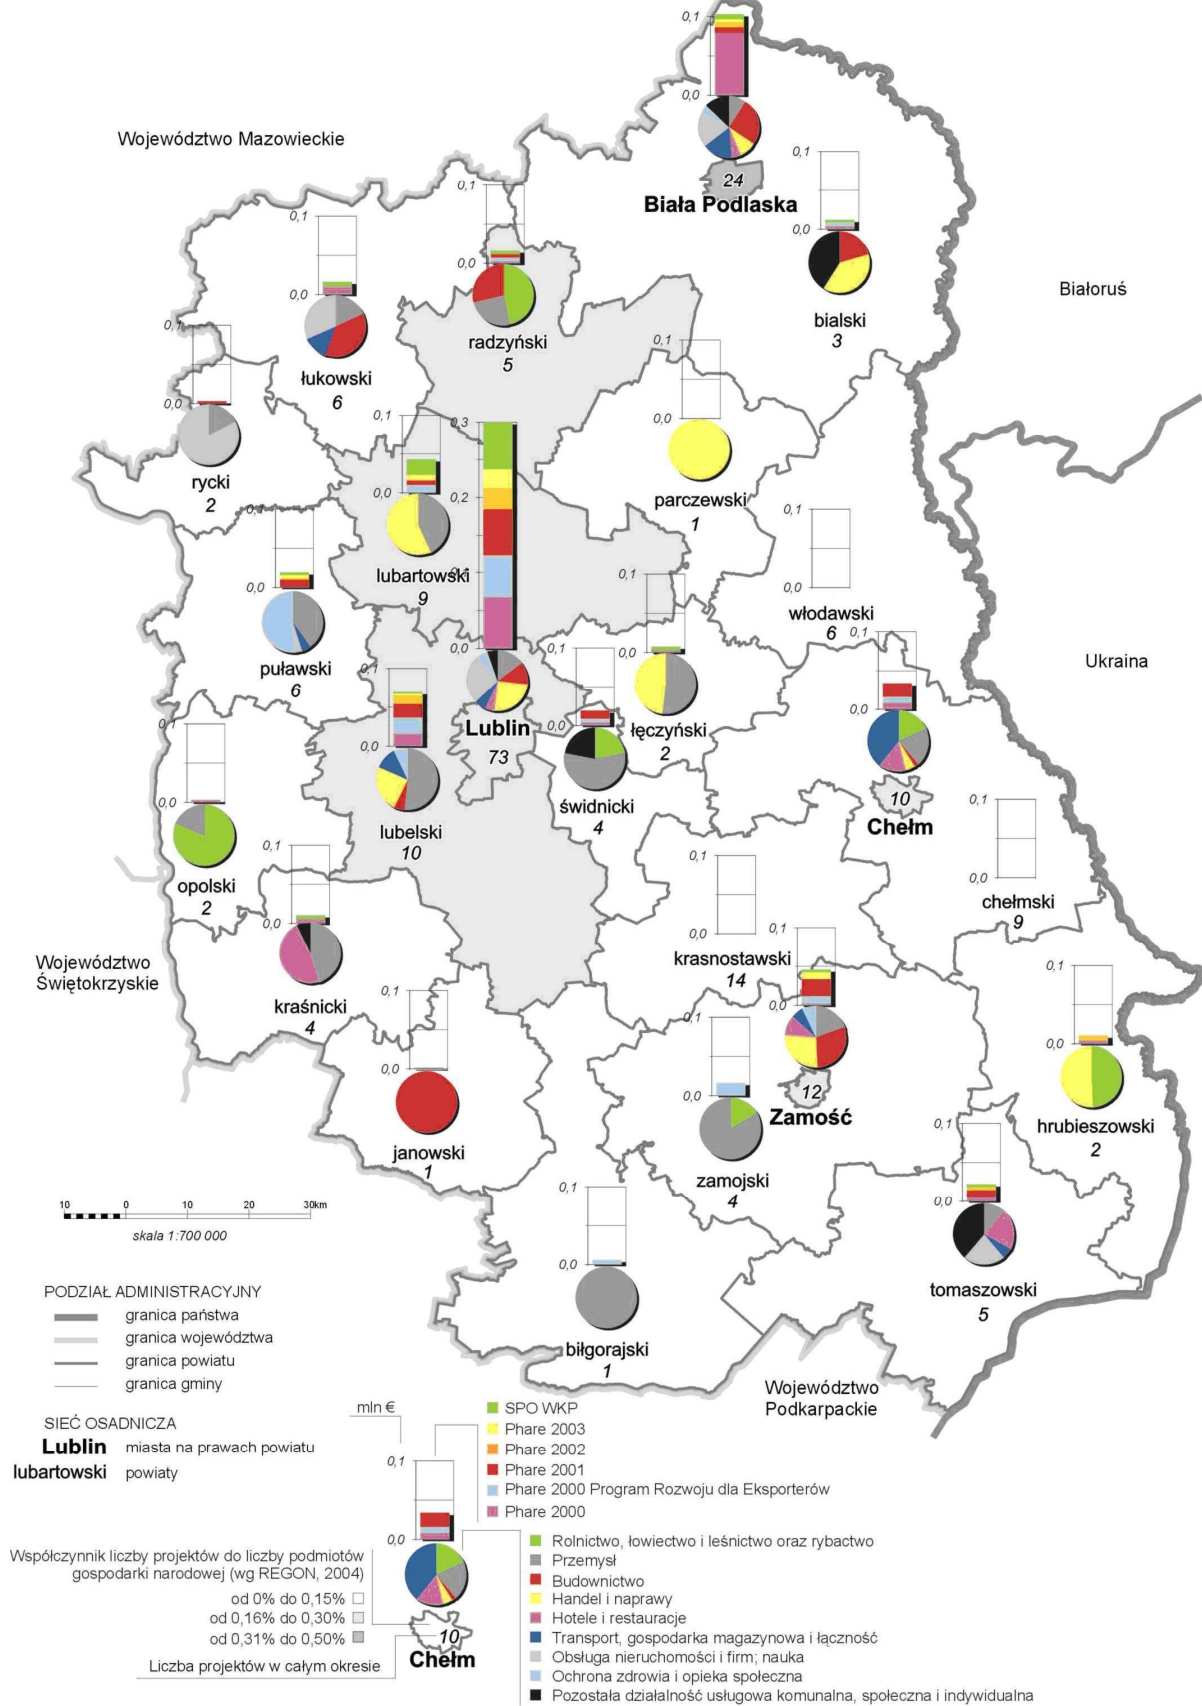 0,1
0,0
Województwo Mazowieckie
24
Biała Podlaska
0,1
0,0
bialski
3
Białoruś
0,1
0,0
radzyński
5
0,1
0,0
łukowski
6
0,1
0,0
rycki
2
0,1
0,0
parczewski
1
0,1
0,0
lubartowski
9
0,3
0,2
0,1
0,0
Lublin
73
0,1
0,0
włodawski
6
0,1
0,0
puławski
6
0,1
0,0
łęczyński
2
Ukraina
0,1
0,0
lubelski
10
0,1
0,0
świdnicki
4
0,1
0,0
10
Chełm
0,1
0,0
opolski
2
0,1
0,0
chełmski
9
0,1
0,0
kraśnicki
4
0,1
0,0
krasnostawski
14
Województwo
Świętokrzyskie
0,1
0,0
12
Zamość
0,1
0,0
hrubieszowski
2
0,1
0,0
janowski
1
0,1
0,0
zamojski
4
0,1
0,0
tomaszowski
5
0,1
0,0
biłgorajski
1
10 0 10 20 30km
skala 1:700 000
Województwo
Podkarpackie
PODZIAŁ ADMINISTRACYJNY
granica państwa
granica województwa
granica powiatu
granica gminy
SIEĆ OSADNICZA
Lublin miasta na prawach powiatu
lubartowski powiaty
mln €
0,1
0,0
SPO WKP
Phare 2003
Phare 2002
Phare 2001
Phare 2000 Program Rozwoju dla Eksporterów
Phare 2000
Współczynnik liczby projektów do liczby podmiotów
gospodarki narodowej (wg REGON, 2004)
od 0% do 0,15%
od 0,16% do 0,30%
od 0,31% do 0,50%
Liczba projektów w całym okresie
10
Chełm
Rolnictwo, łowiectwo i leśnictwo oraz rybactwo
Przemysł
Budownictwo
Handel i naprawy
Hotele i restauracje
Transport, gospodarka magazynowa i łączność
Obsługa nieruchomości i firm; nauka
Ochrona zdrowia i opieka społeczna
Pozostała działalność usługowa komunalna, społeczna i indywidualna